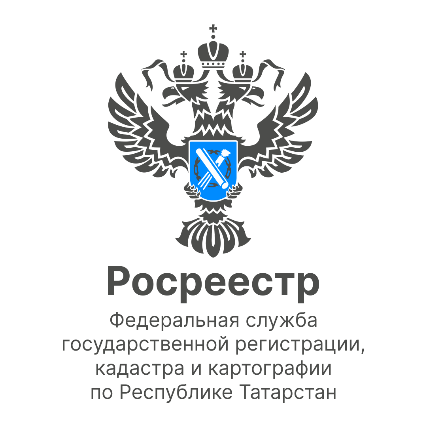 Росреестр
Федеральная служба
государственной регистрации,
кадастра и картографии
по Республике Татарстан